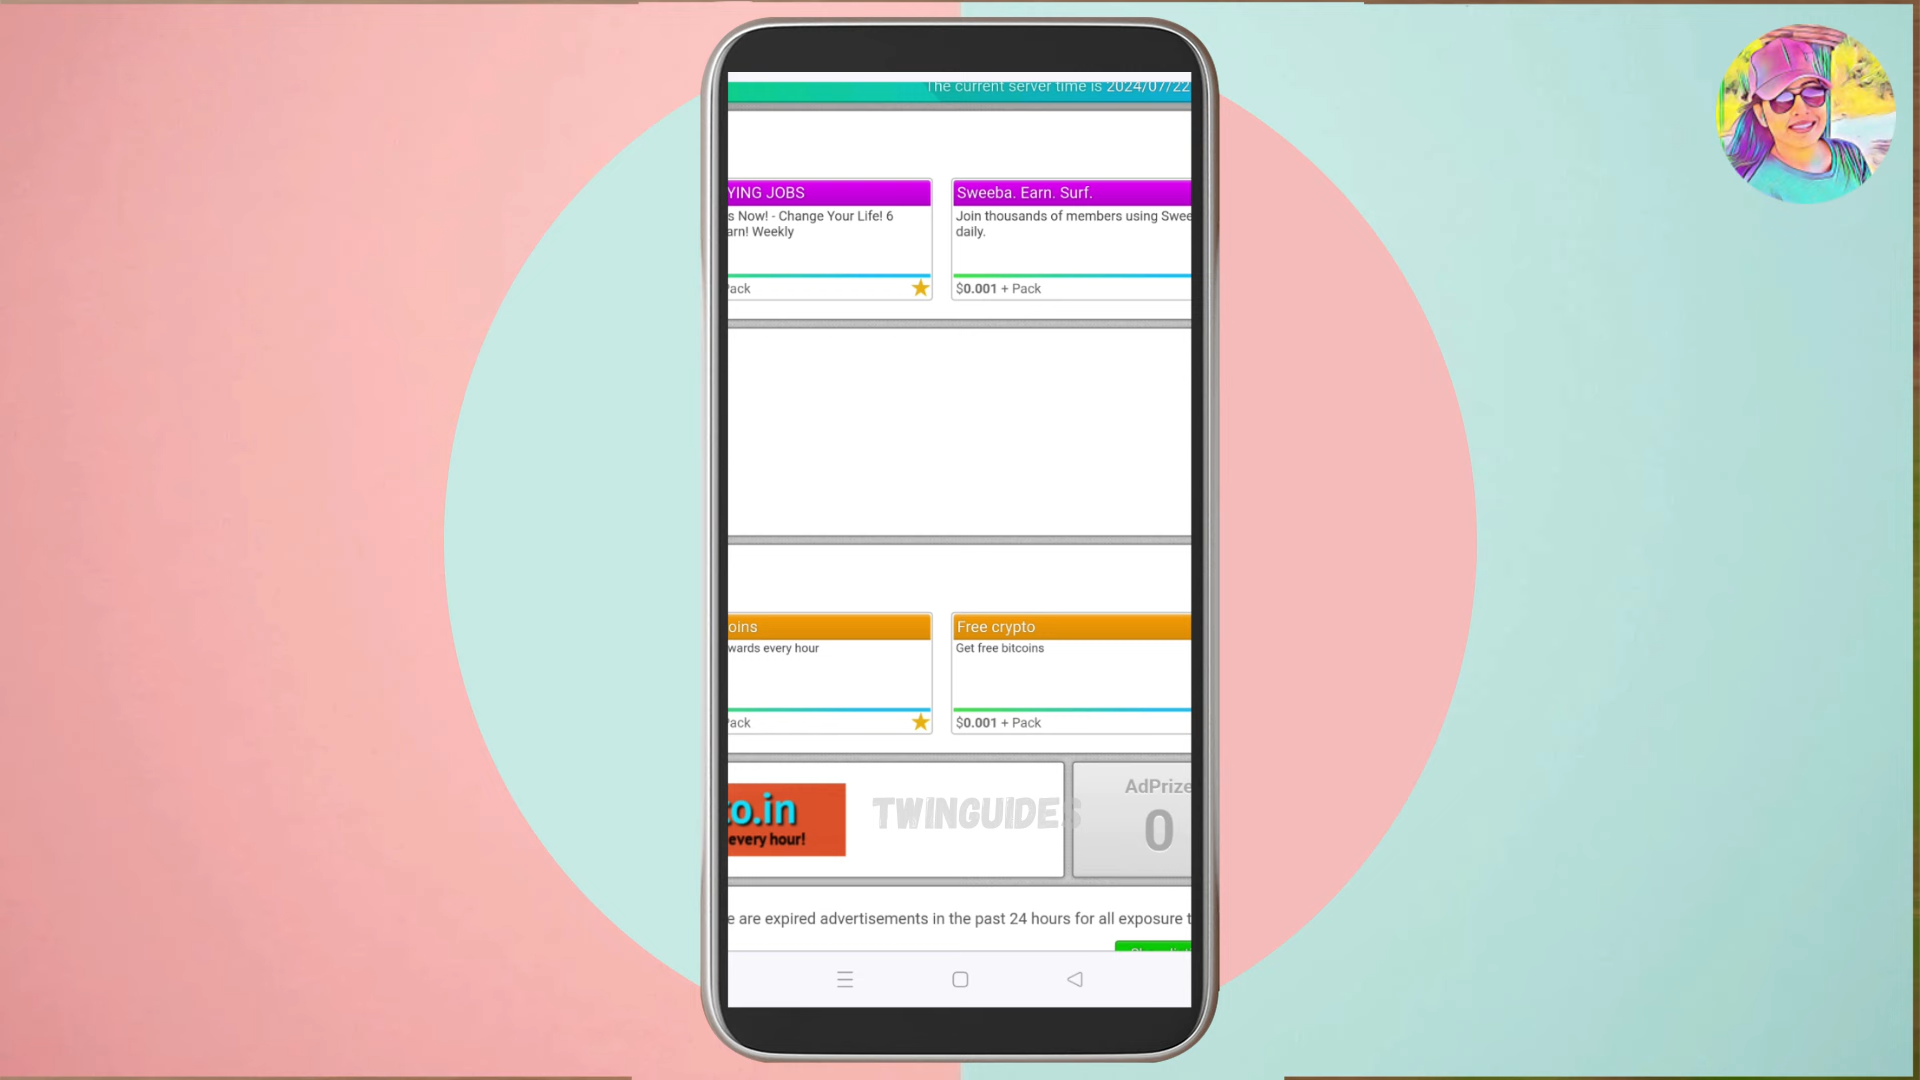 The current server time is 2024/07/22
YING JOBS
s Now! - Change Your Life! 6
arn! Weekly
Pack
Sweeba. Earn. Surf.
Join thousands of members using Swee
daily.
$0.001 + Pack
oins
wards every hour
Pack
Free crypto
Get free bitcoins
$0.001 + Pack
o.in
every hour!
TWINGUIDES
AdPrize
0
e are expired advertisements in the past 24 hours for all exposure t